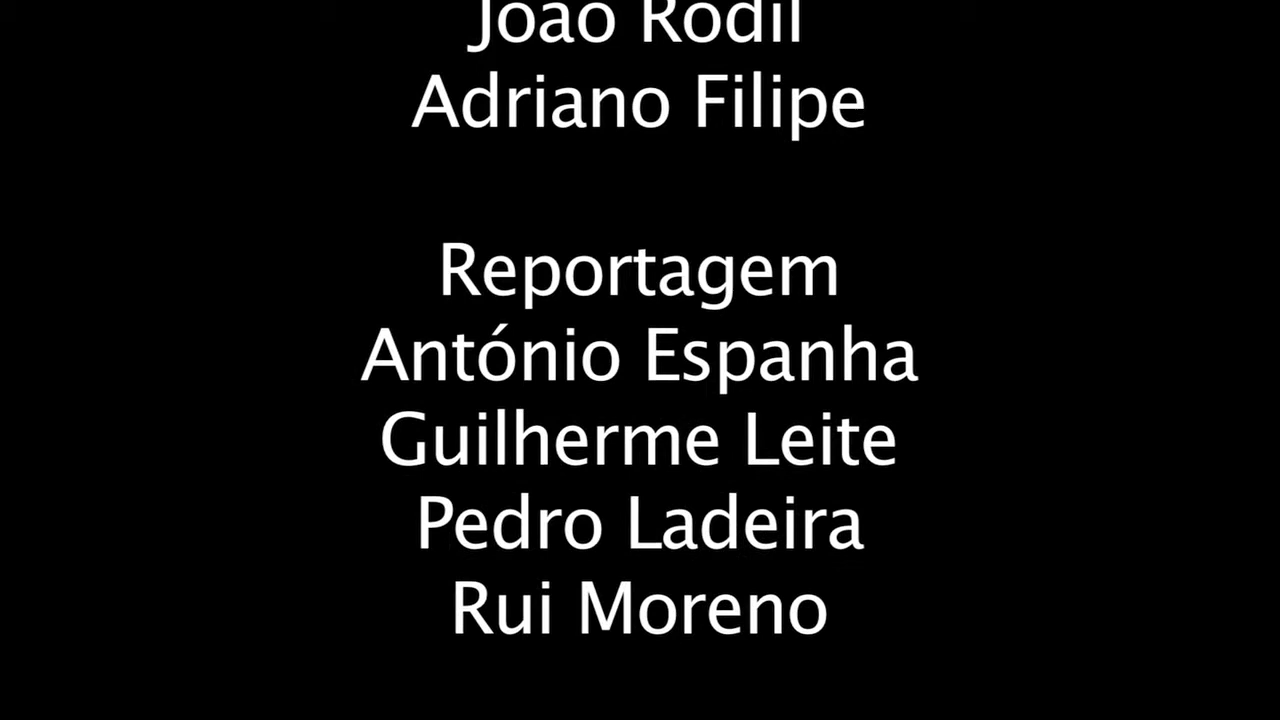 João Rodil
Adriano Filipe
Reportagem
António Espanha
Guilherme Leite
Pedro Ladeira
Rui Moreno